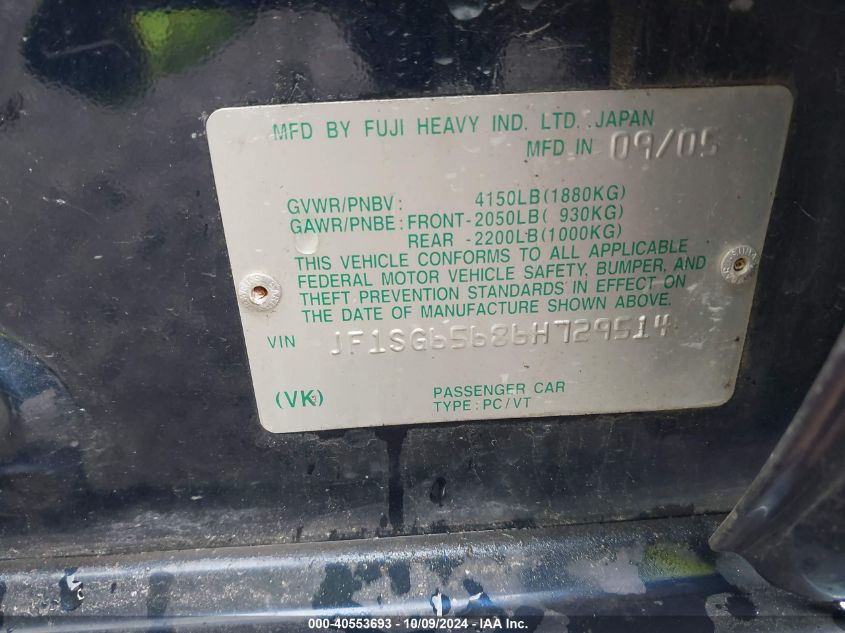 MFD BY FUJI HEAVY IND. LTD. JAPAN
MFD IN 09/05
GVWR/PNBV: 4150LB(1880KG)
GAWR/PNBE: FRONT-2050LB( 930KG)
REAR -2200LB(1000KG)
THIS VEHICLE CONFORMS TO ALL APPLICABLE
FEDERAL MOTOR VEHICLE SAFETY, BUMPER, AND
THEFT PREVENTION STANDARDS IN EFFECT ON
THE DATE OF MANUFACTURE SHOWN ABOVE.
VIN JF1SG65686H729514
(VK) PASSENGER CAR
TYPE: PC/VT
000-40553693 - 10/09/2024 - IAA Inc.